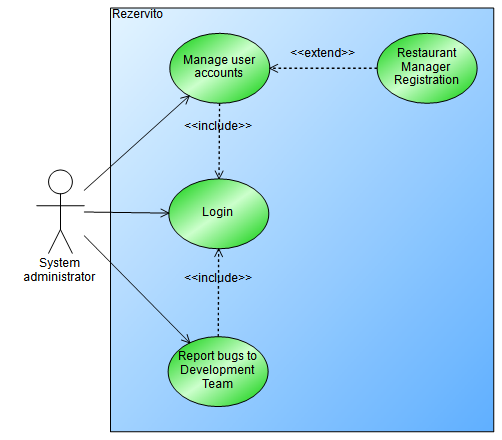 Rezervito
Manage user
accounts
<<extend>>
Restaurant
Manager
Registration
<<include>>
Login
System
administrator
<<include>>
Report bugs to
Development
Team